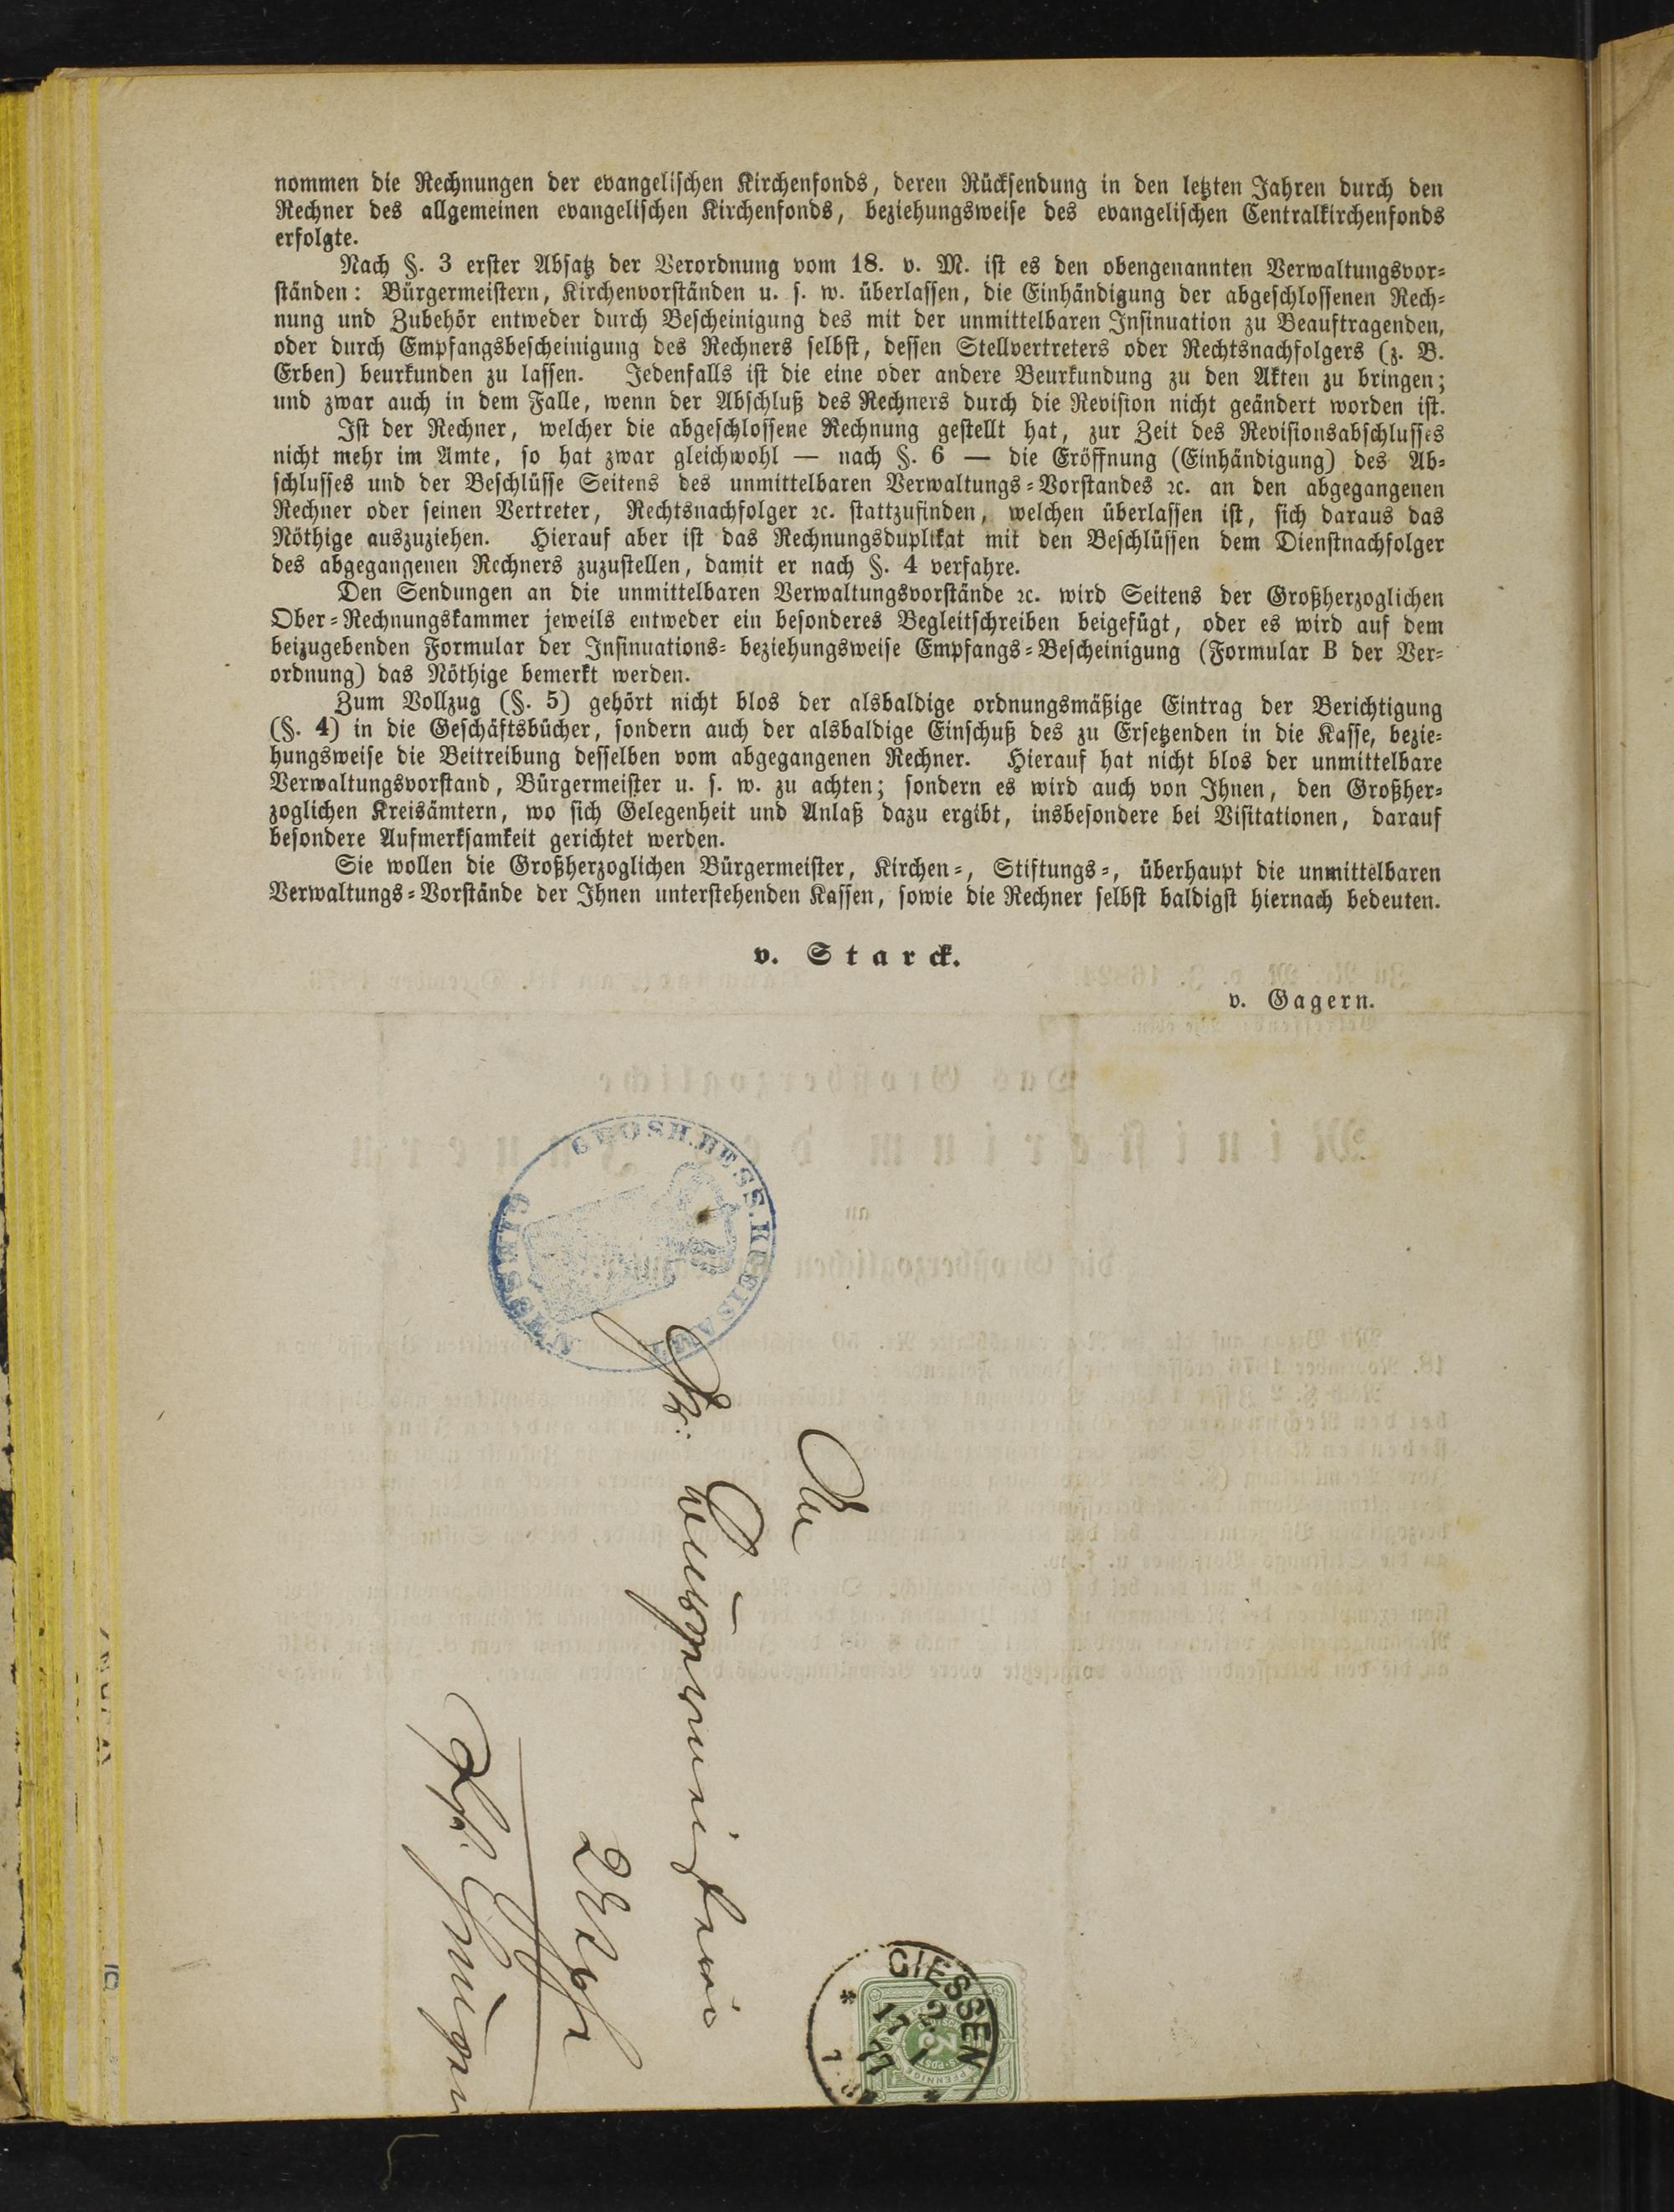 nommen die Rechnungen der evangelischen Kirchenfonds, deren Rücksendung in den letzten Jahren durch den
Rechner des allgemeinen evangelischen Kirchenfonds, beziehungsweise des evangelischen Centralkirchenfonds
erfolgte.
Nach §. 3 erster Absatz der Verordnung vom 18. v. M. ist es den obengenannten Verwaltungsvor-
ständen: Bürgermeistern, Kirchenvorständen u. s. w. überlassen, die Einhändigung der abgeschlossenen Rech-
nung und Zubehör entweder durch Bescheinigung des mit der unmittelbaren Insinuation zu Beauftragenden,
oder durch Empfangsbescheinigung des Rechners selbst, dessen Stellvertreters oder Rechtsnachfolgers (z. B.
Erben) beurkunden zu lassen. Jedenfalls ist die eine oder andere Beurkundung zu den Akten zu bringen;
und zwar auch in dem Falle, wenn der Abschluß des Rechners durch die Revision nicht geändert worden ist.
Ist der Rechner, welcher die abgeschlossene Rechnung gestellt hat, zur Zeit des Revisionsabschlusses
nicht mehr im Amte, so hat zwar gleichwohl — nach §. 6 — die Eröffnung (Einhändigung) des Ab-
schlusses und der Beschlüsse Seitens des unmittelbaren Verwaltungs-Vorstandes ꝛc. an den abgegangenen
Rechner oder seinen Vertreter, Rechtsnachfolger ꝛc. stattzufinden, welchen überlassen ist, sich daraus das
Nöthige auszuziehen. Hierauf aber ist das Rechnungsduplikat mit den Beschlüssen dem Dienstnachfolger
des abgegangenen Rechners zuzustellen, damit er nach §. 4 verfahre.
Den Sendungen an die unmittelbaren Verwaltungsvorstände ꝛc. wird Seitens der Großherzoglichen
Ober-Rechnungskammer jeweils entweder ein besonderes Begleitschreiben beigefügt, oder es wird auf dem
beizugebenden Formular der Insinuations- beziehungsweise Empfangs-Bescheinigung (Formular B der Ver-
ordnung) das Nöthige bemerkt werden.
Zum Vollzug (§. 5) gehört nicht blos der alsbaldige ordnungsmäßige Eintrag der Berichtigung
(§. 4) in die Geschäftsbücher, sondern auch der alsbaldige Einschuß des zu Ersetzenden in die Kasse, bezie-
hungsweise die Beitreibung desselben vom abgegangenen Rechner. Hierauf hat nicht blos der unmittelbare
Verwaltungsvorstand, Bürgermeister u. s. w. zu achten; sondern es wird auch von Ihnen, den Großher-
zoglichen Kreisämtern, wo sich Gelegenheit und Anlaß dazu ergibt, insbesondere bei Visitationen, darauf
besondere Aufmerksamkeit gerichtet werden.
Sie wollen die Großherzoglichen Bürgermeister, Kirchen-, Stiftungs-, überhaupt die unmittelbaren
Verwaltungs-Vorstände der Ihnen unterstehenden Kassen, sowie die Rechner selbst baldigst hiernach bedeuten.
v. Starck.
v. Gagern.
GROSH. HESS. KREISAMT GIESSEN
An
Gr. Bürgermeisterei
GIESSEN
17 1
77